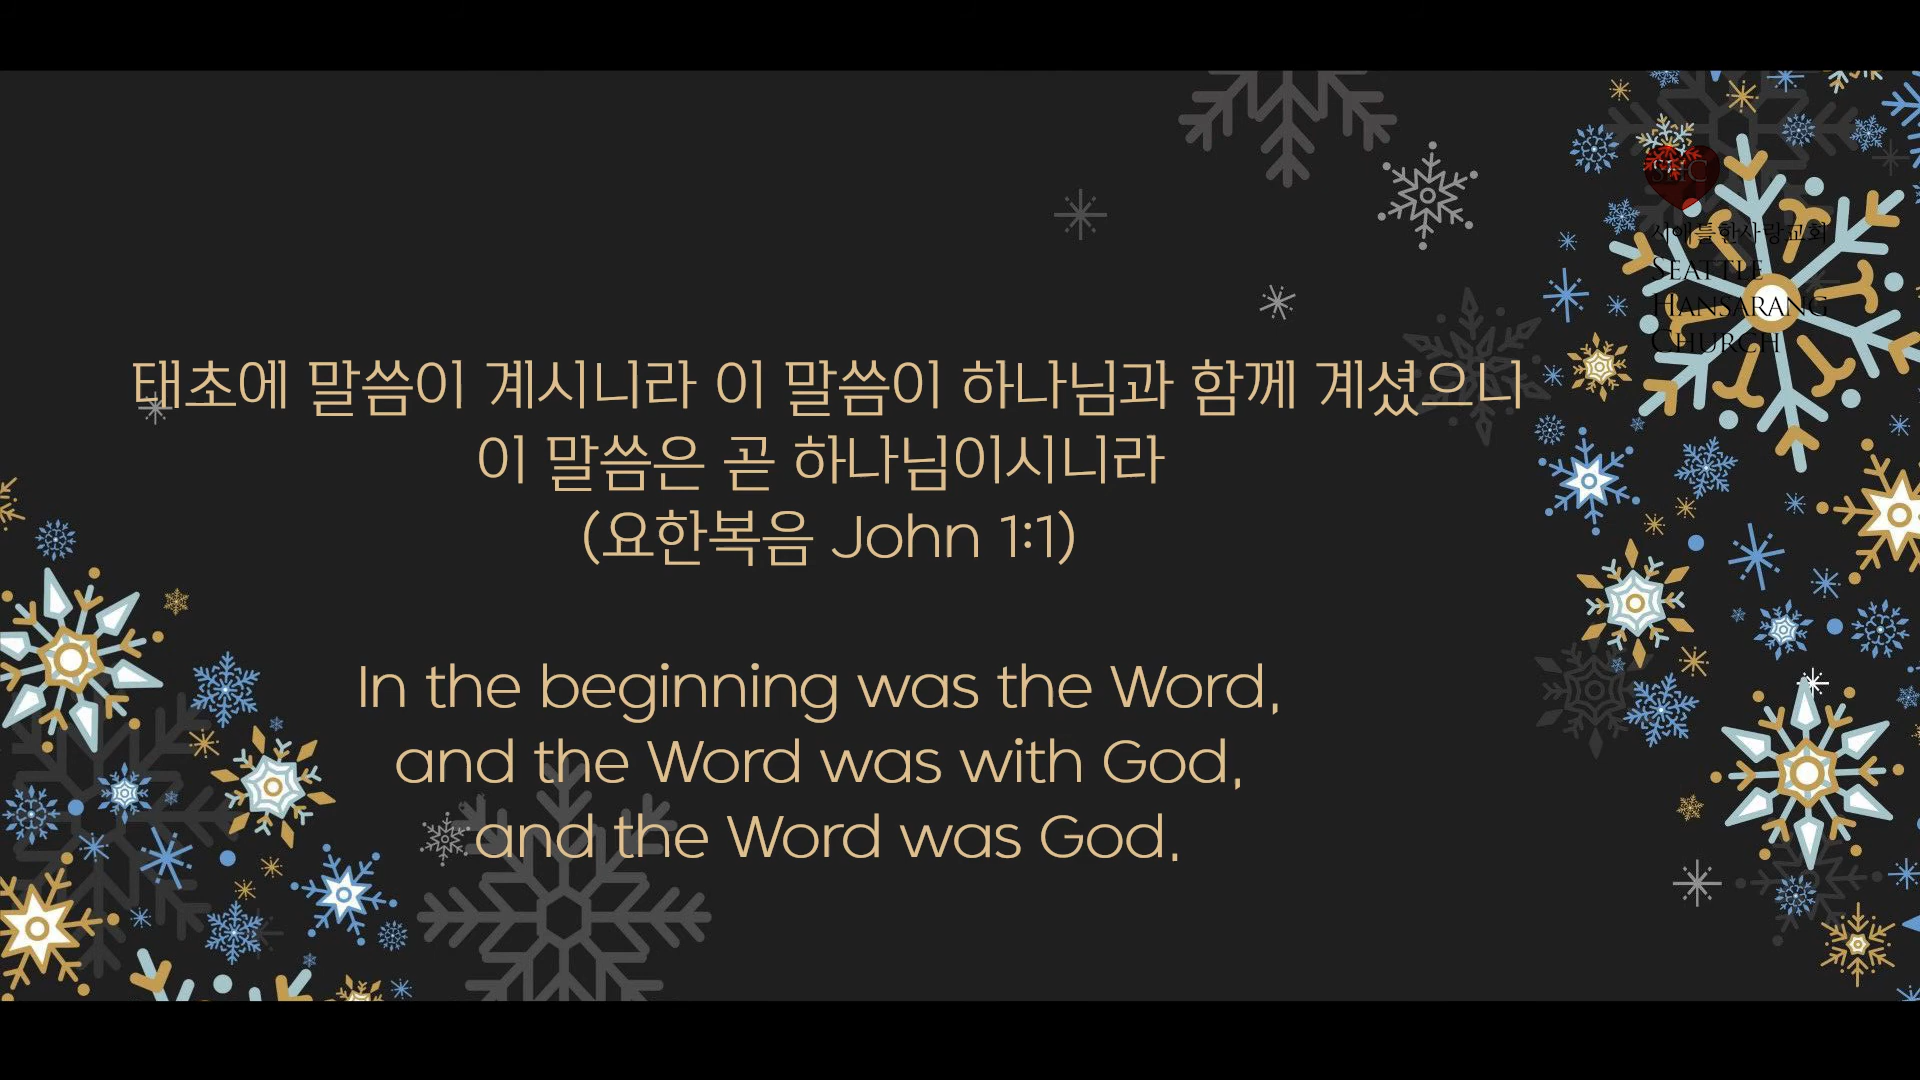 태초에 말씀이 계시니라 이 말씀이 하나님과 함께 계셨으니
이 말씀은 곧 하나님이시니라
(요한복음 John 1:1)
In the beginning was the Word,
and the Word was with God,
and the Word was God.
SHC
시애틀한사랑교회
SEATTLE
HANSARANG
CHURCH